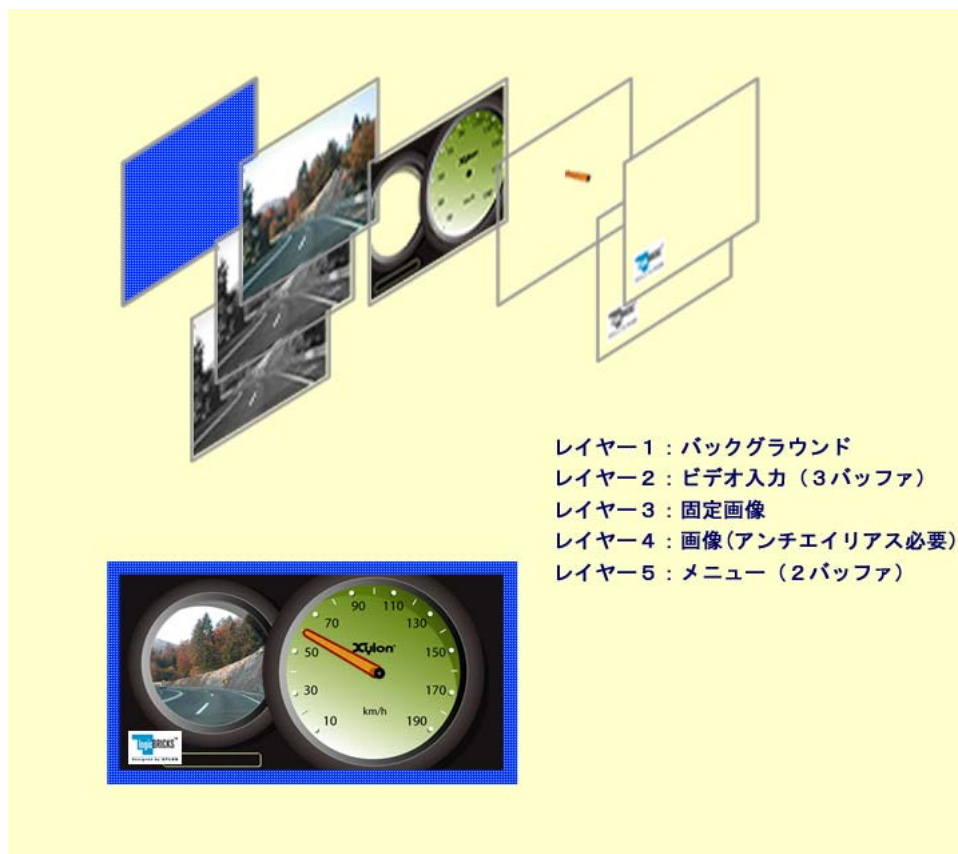 レイヤー１：バックグラウンド
レイヤー２：ビデオ入力（３バッファ）
レイヤー３：固定画像
レイヤー４：画像(アンチエイリアス必要)
レイヤー５：メニュー（２バッファ）
90 110
70 130
Xylon
50 150
30 170
km/h
10 190
logicBRICKS™
Designed by XYLON